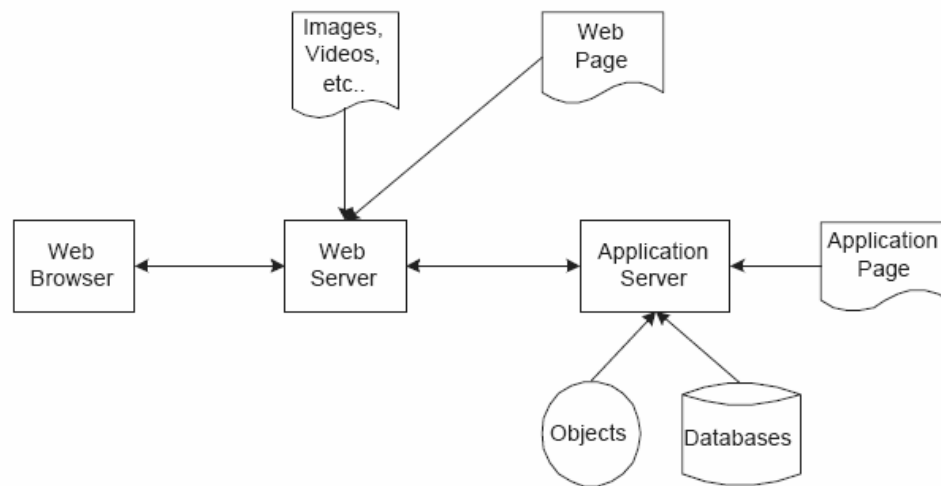 Images,
Videos,
etc..
Web
Page
Web
Browser
Web
Server
Application
Server
Application
Page
Objects
Databases